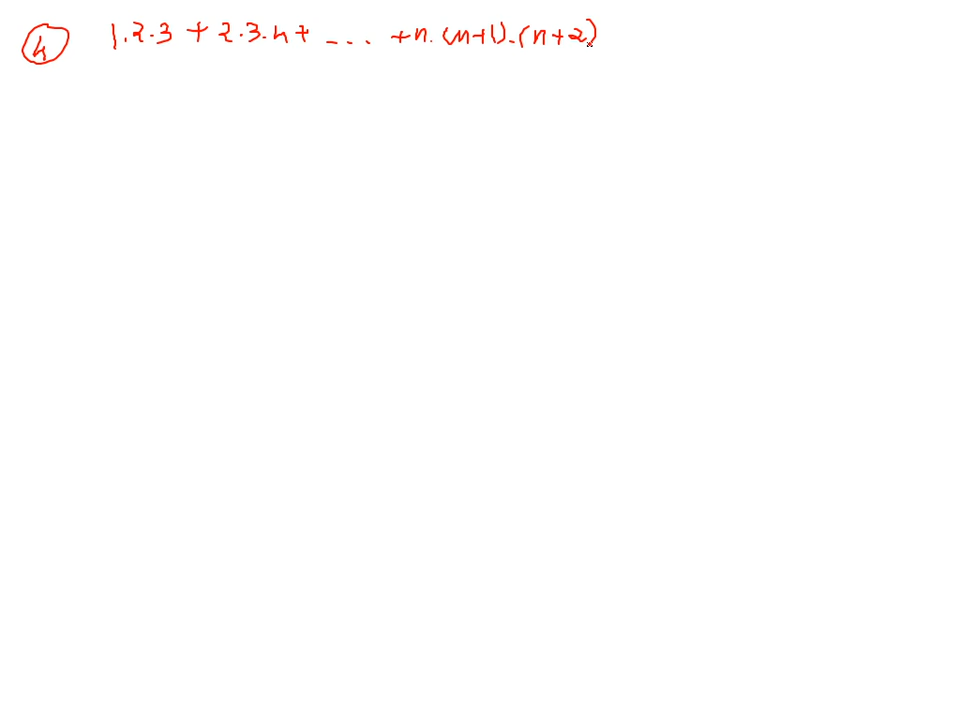 4 1.2.3 + 2.3.4 + ... + n.(n+1).(n+2)